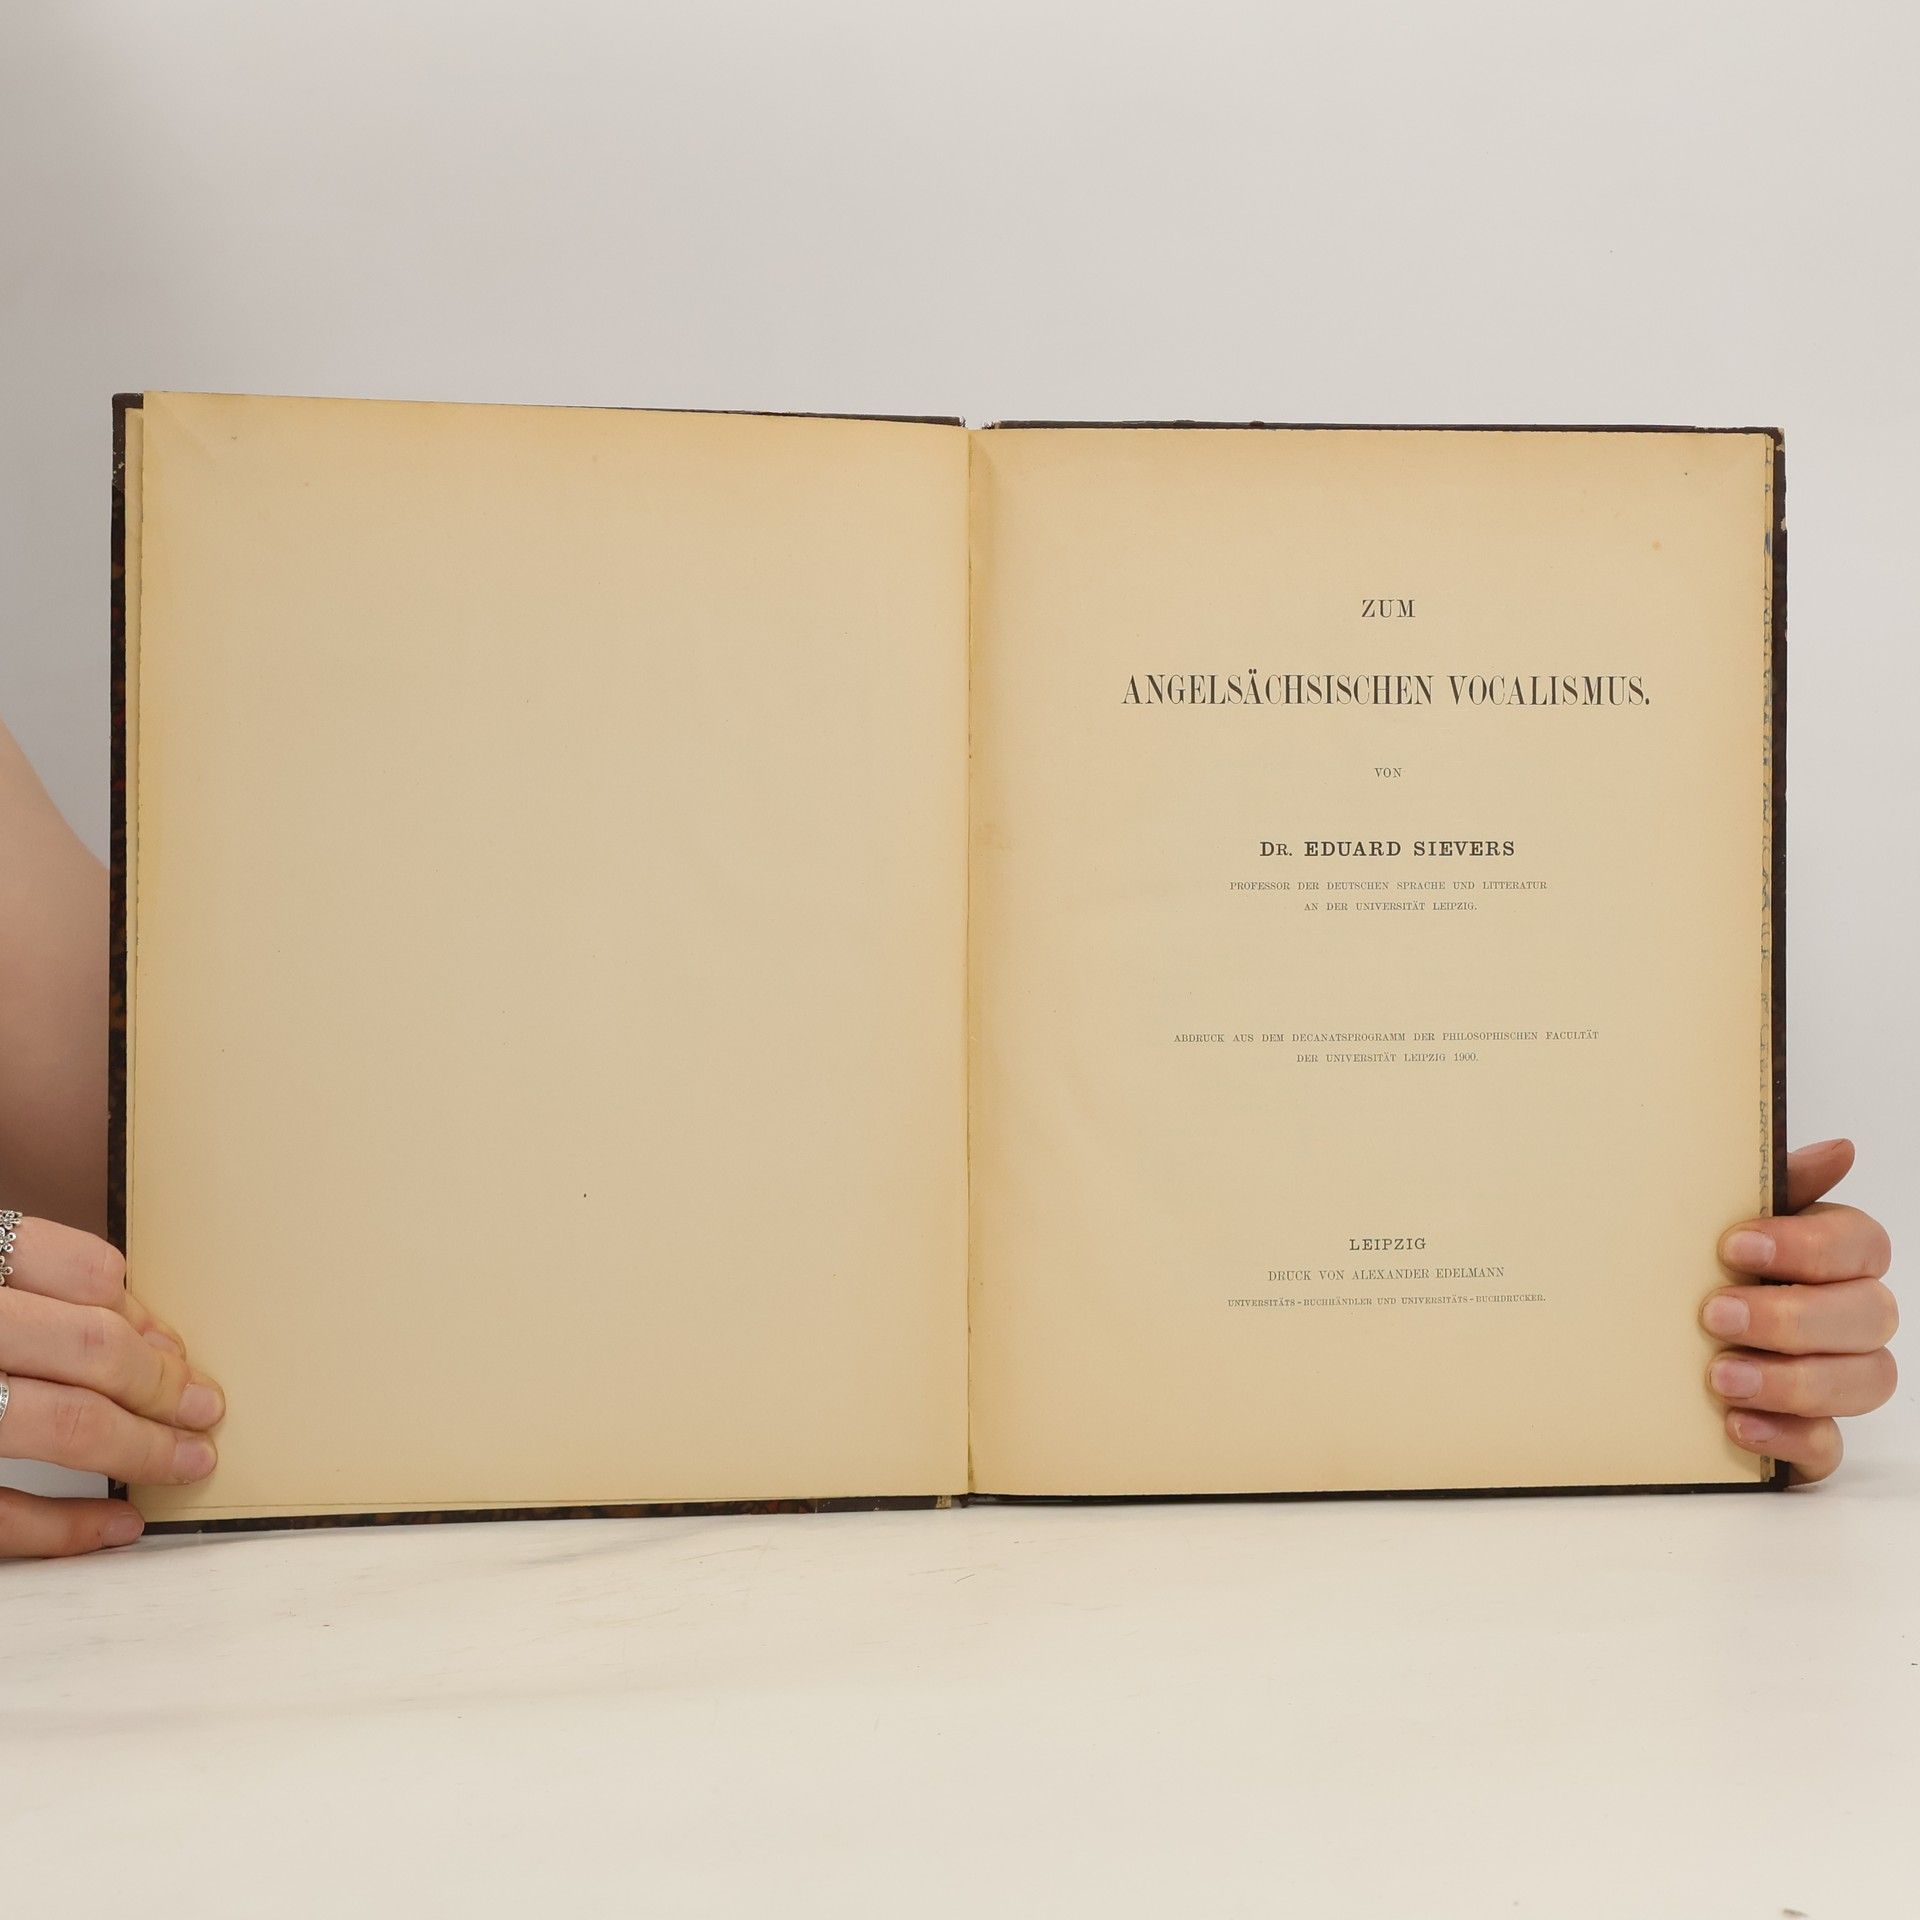 ZUM
ANGELSÄCHSISCHEN VOCALISMUS.
VON
DR. EDUARD SIEVERS
PROFESSOR DER DEUTSCHEN SPRACHE UND LITTERATUR
AN DER UNIVERSITÄT LEIPZIG.
ABDRUCK AUS DEM DECANATSPROGRAMM DER PHILOSOPHISCHEN FACULTÄT
DER UNIVERSITÄT LEIPZIG 1900.
LEIPZIG
DRUCK VON ALEXANDER EDELMANN
UNIVERSITÄTS-BUCHHÄNDLER UND UNIVERSITÄTS-BUCHDRUCKER.